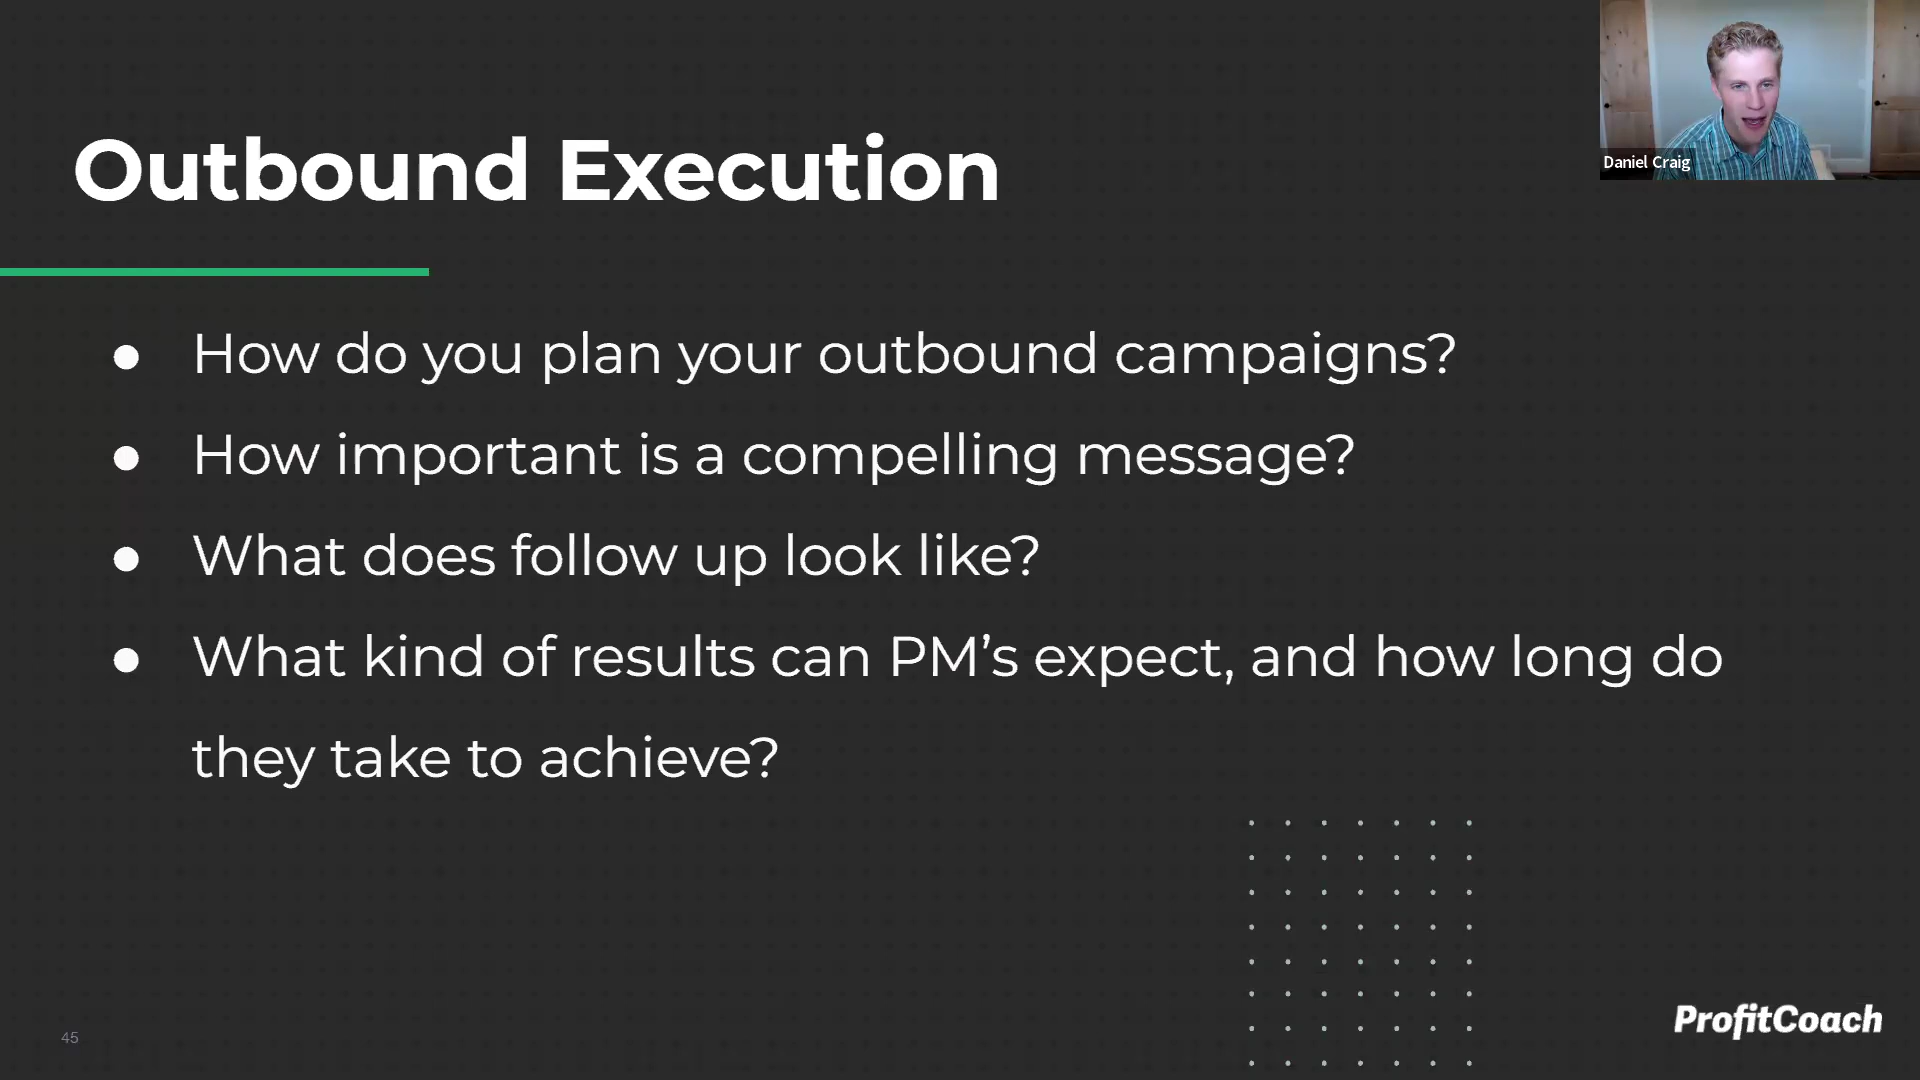 Daniel Craig
Outbound Execution
● How do you plan your outbound campaigns?
● How important is a compelling message?
● What does follow up look like?
● What kind of results can PM’s expect, and how long do
they take to achieve?
45
ProfitCoach